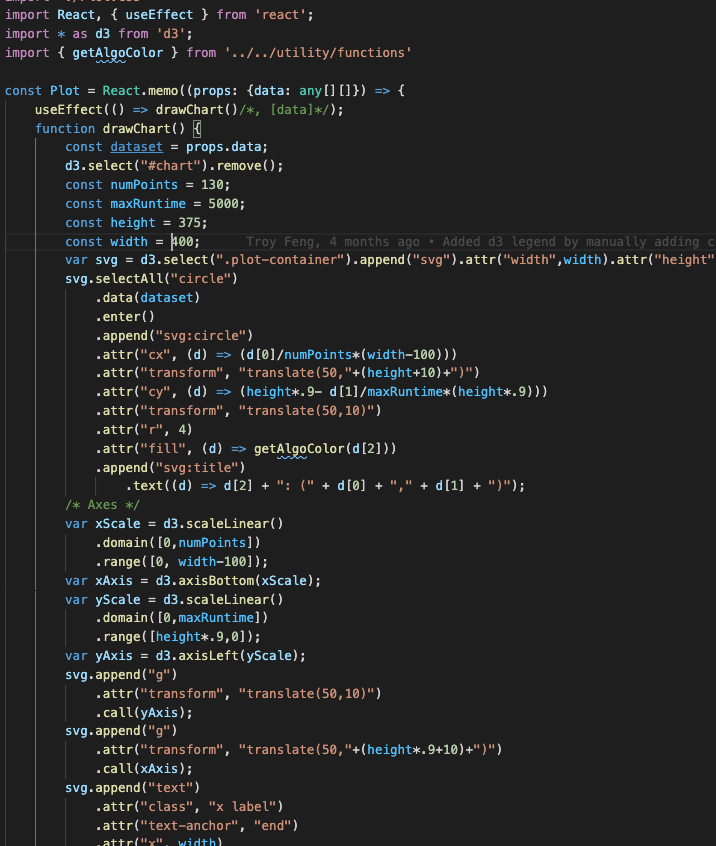 import React, { useEffect } from 'react';
import * as d3 from 'd3';
import { getAlgoColor } from '../../utility/functions'
const Plot = React.memo((props: {data: any[][]}) => {
    useEffect(() => drawChart()/*, [data]*/);
    function drawChart() {
        const dataset = props.data;
        d3.select("#chart").remove();
        const numPoints = 130;
        const maxRuntime = 5000;
        const height = 375;
        const width = 400;      Troy Feng, 4 months ago • Added d3 legend by manually adding c
        var svg = d3.select(".plot-container").append("svg").attr("width",width).attr("height"
        svg.selectAll("circle")
            .data(dataset)
            .enter()
            .append("svg:circle")
            .attr("cx", (d) => (d[0]/numPoints*(width-100)))
            .attr("transform", "translate(50,"+(height+10)+")")
            .attr("cy", (d) => (height*.9- d[1]/maxRuntime*(height*.9)))
            .attr("transform", "translate(50,10)")
            .attr("r", 4)
            .attr("fill", (d) => getAlgoColor(d[2]))
            .append("svg:title")
                .text((d) => d[2] + ": (" + d[0] + "," + d[1] + ")");
        /* Axes */
        var xScale = d3.scaleLinear()
            .domain([0,numPoints])
            .range([0, width-100]);
        var xAxis = d3.axisBottom(xScale);
        var yScale = d3.scaleLinear()
            .domain([0,maxRuntime])
            .range([height*.9,0]);
        var yAxis = d3.axisLeft(yScale);
        svg.append("g")
            .attr("transform", "translate(50,10)")
            .call(yAxis);
        svg.append("g")
            .attr("transform", "translate(50,"+(height*.9+10)+")")
            .call(xAxis);
        svg.append("text")
            .attr("class", "x label")
            .attr("text-anchor", "end")
            .attr("x", width)